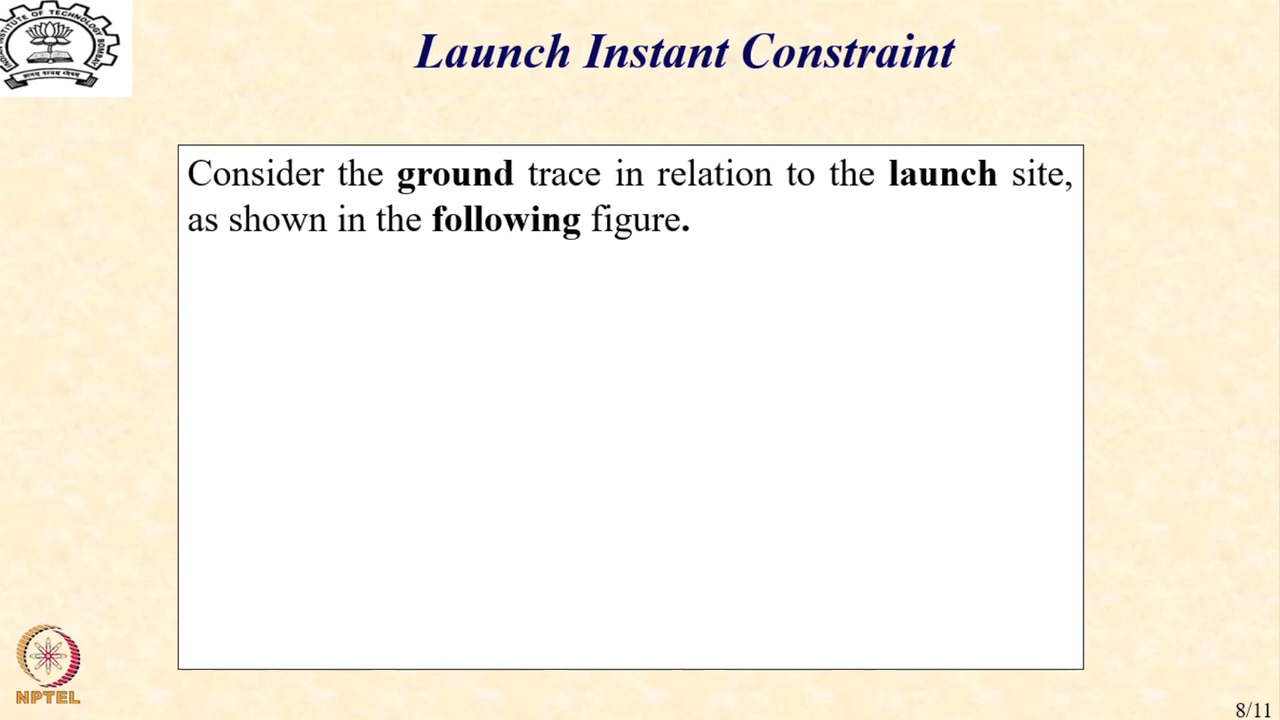 Launch Instant Constraint
Consider the ground trace in relation to the launch site,
as shown in the following figure.
NPTEL
8/11